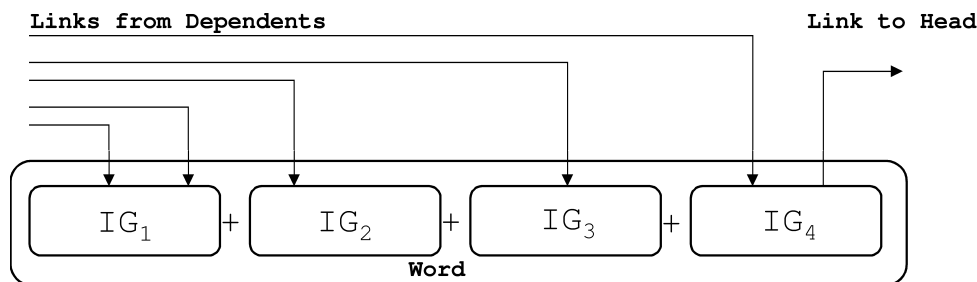 Links from Dependents Link to Head
IG₁ + IG₂ + IG₃ + IG₄
Word